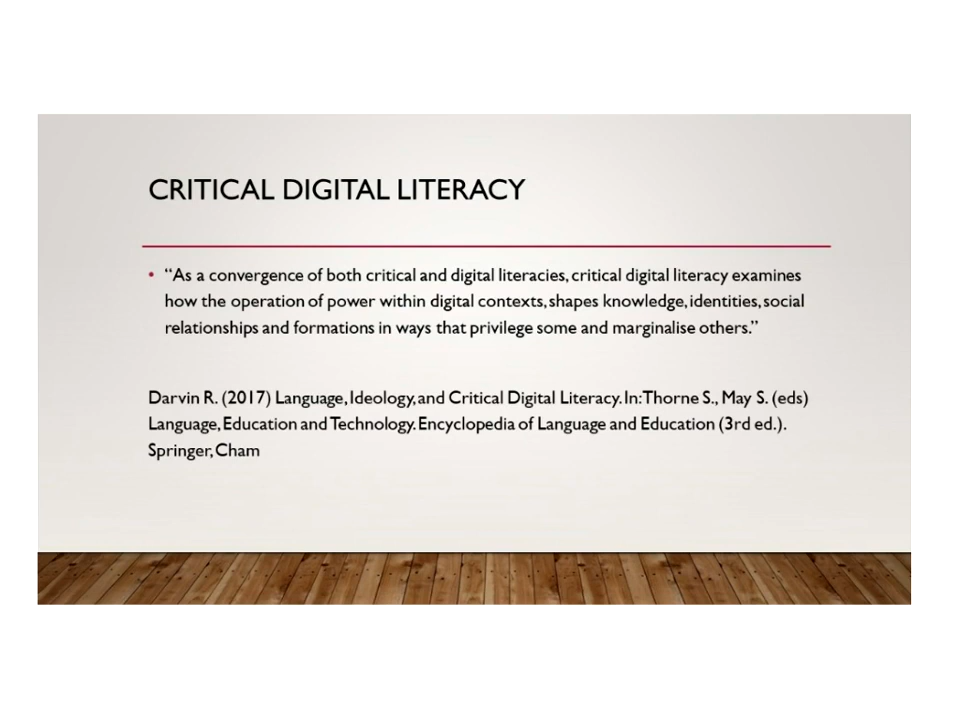 CRITICAL DIGITAL LITERACY
• “As a convergence of both critical and digital literacies, critical digital literacy examines
how the operation of power within digital contexts, shapes knowledge, identities, social
relationships and formations in ways that privilege some and marginalise others.”
Darvin R. (2017) Language, Ideology, and Critical Digital Literacy. In: Thorne S., May S. (eds)
Language, Education and Technology. Encyclopedia of Language and Education (3rd ed.).
Springer, Cham